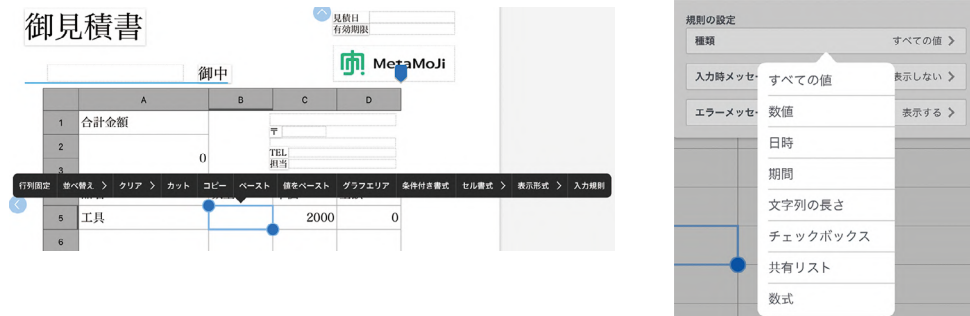 御見積書
見積日
有効期限
御中
MetaMoJi
A B C D
1 合計金額
〒
2
TEL
0
担当
3
行列固定 並べ替え > クリア > カット コピー ペースト 値をペースト グラフエリア 条件付き書式 セル書式 > 表示形式 > 入力規則
5 工具 2000 0
6
規則の設定
種類 すべての値 >
入力時メッセー 表示しない >
エラーメッセー 表示する >
すべての値
数値
日時
期間
文字列の長さ
チェックボックス
共有リスト
数式